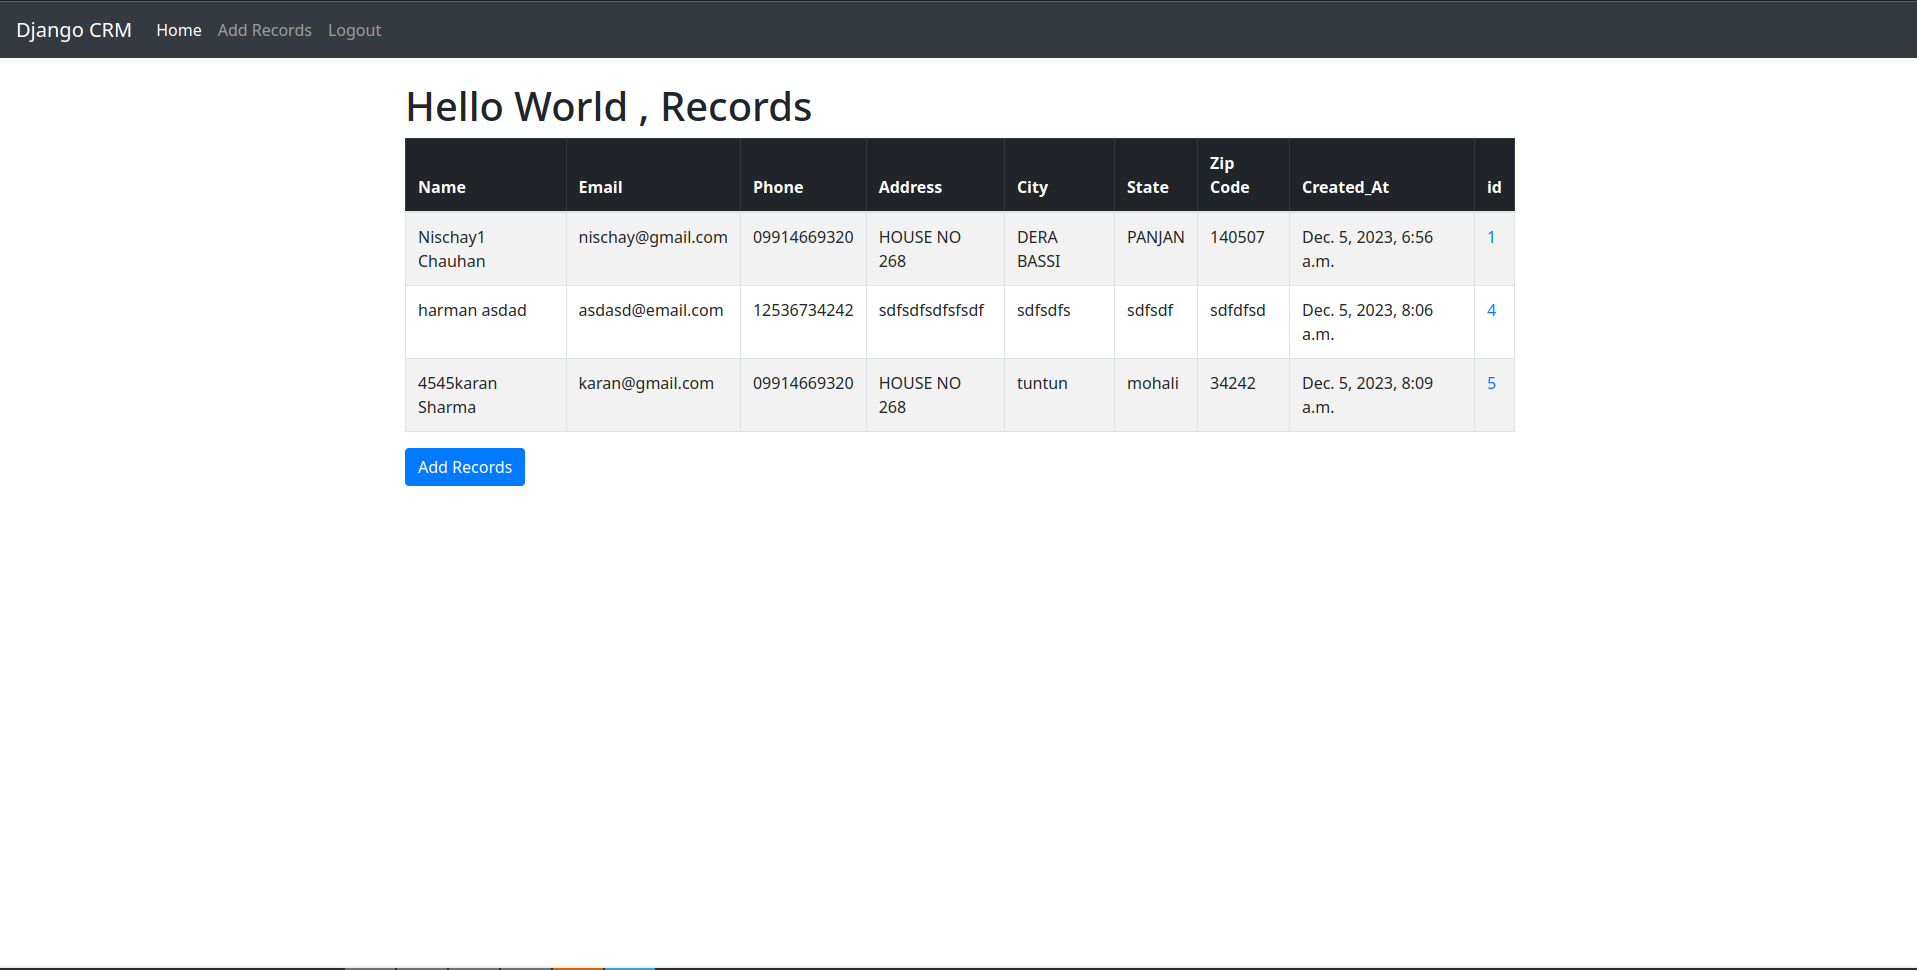 Django CRM Home Add Records Logout
Hello World , Records
Name Email Phone Address City State Zip Code Created_At id
Nischay1 Chauhan nischay@gmail.com 09914669320 HOUSE NO 268 DERA BASSI PANJAN 140507 Dec. 5, 2023, 6:56 a.m. 1
harman asdad asdasd@email.com 12536734242 sdfsdfsdfsfsdf sdfsdfs sdfsdf sdfdfsd Dec. 5, 2023, 8:06 a.m. 4
4545karan Sharma karan@gmail.com 09914669320 HOUSE NO 268 tuntun mohali 34242 Dec. 5, 2023, 8:09 a.m. 5
Add Records